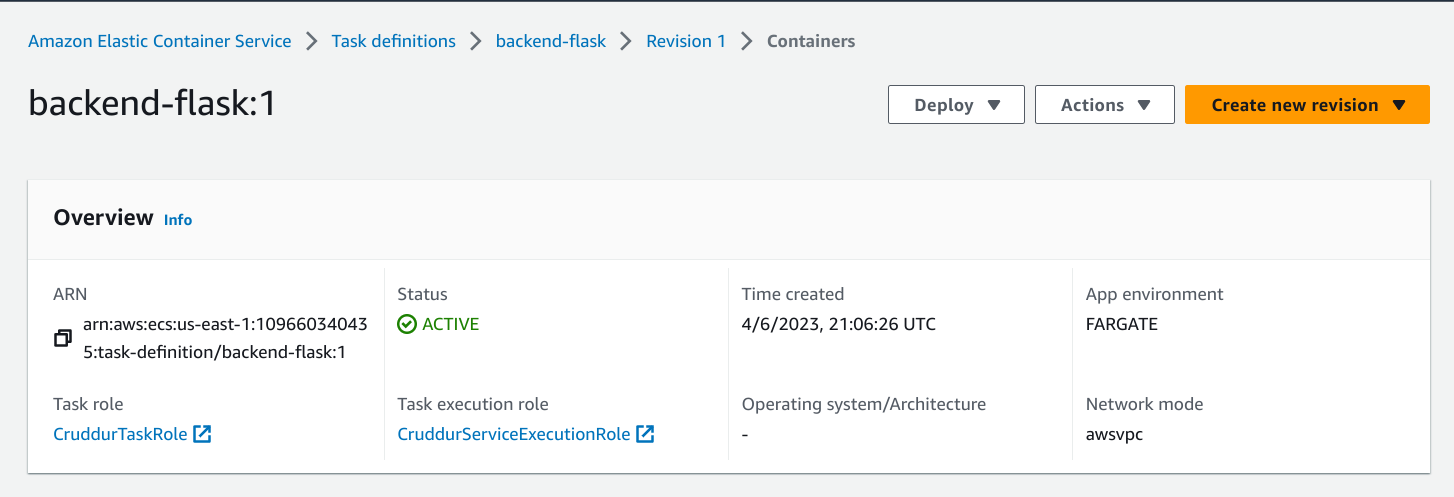 Amazon Elastic Container Service > Task definitions > backend-flask > Revision 1 > Containers
backend-flask:1
Deploy ▼ Actions ▼ Create new revision ▼
Overview Info
ARN
arn:aws:ecs:us-east-1:10966034043
5:task-definition/backend-flask:1
Status
ACTIVE
Time created
4/6/2023, 21:06:26 UTC
App environment
FARGATE
Task role
CruddurTaskRole
Task execution role
CruddurServiceExecutionRole
Operating system/Architecture
-
Network mode
awsvpc